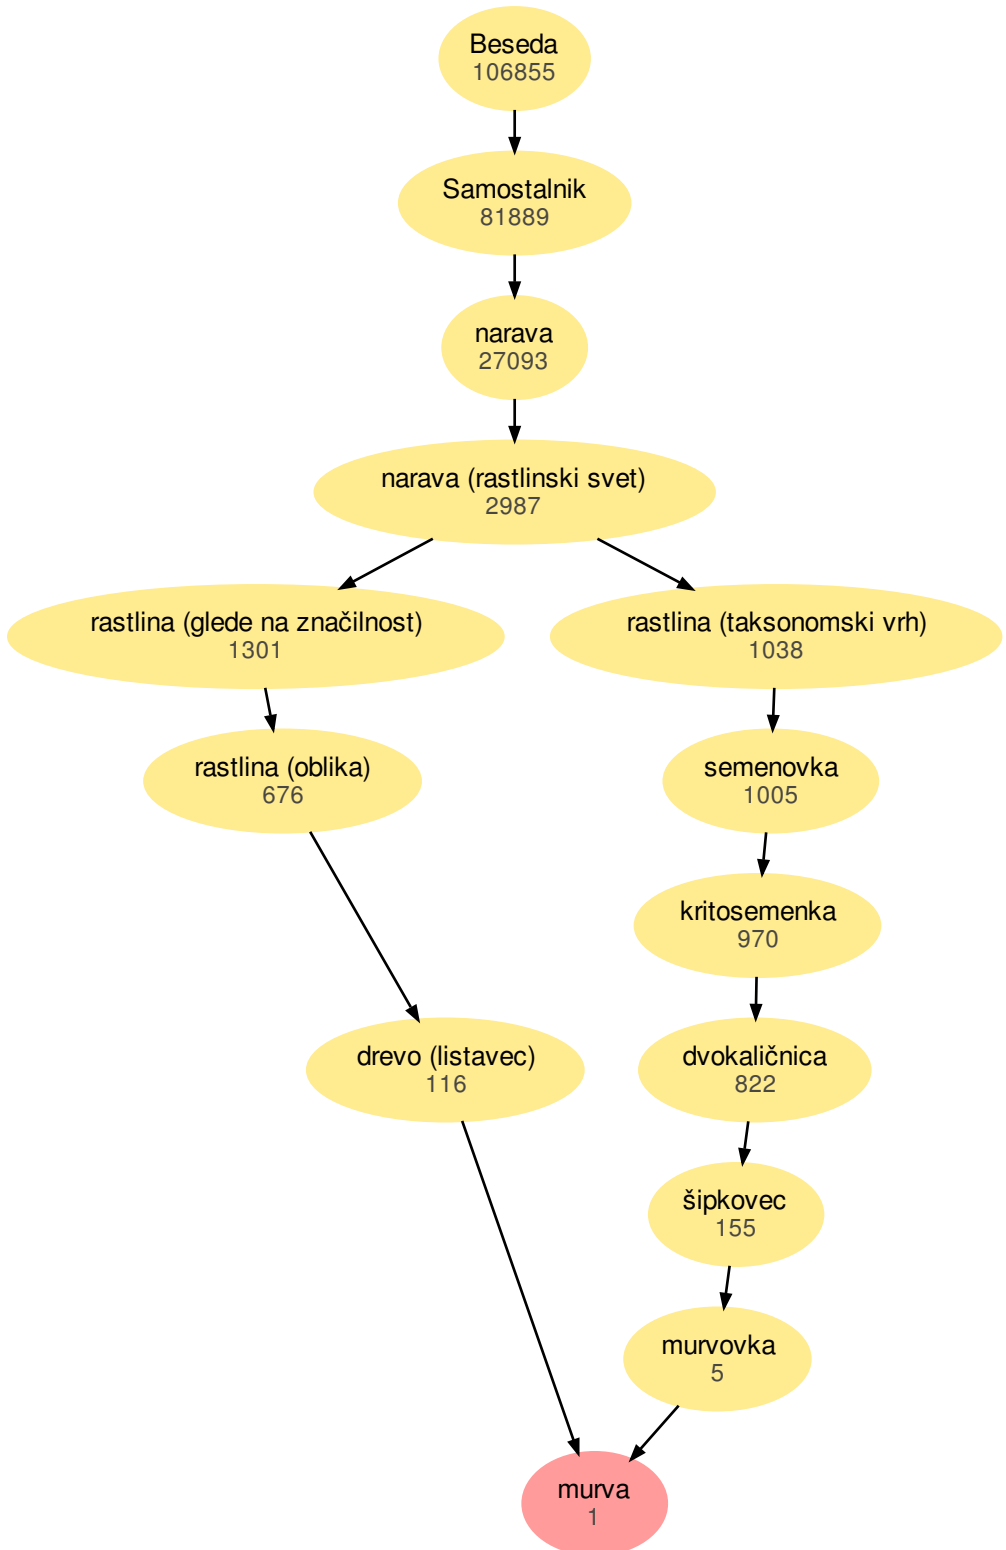 Beseda
106855
Samostalnik
81889
narava
27093
narava (rastlinski svet)
2987
rastlina (glede na značilnost)
1301
rastlina (taksonomski vrh)
1038
rastlina (oblika)
676
semenovka
1005
kritosemenka
970
drevo (listavec)
116
dvokaličnica
822
šipkovec
155
murvovka
5
murva
1